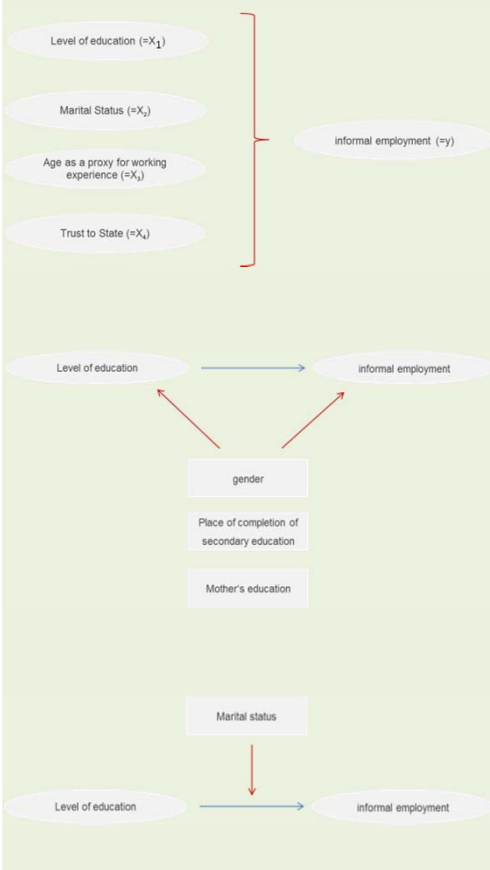 Level of education (=X₁)
Marital Status (=X₂)
informal employment (=y)
Age as a proxy for working
experience (=X₃)
Trust to State (=X₄)
Level of education
informal employment
gender
Place of completion of
secondary education
Mother's education
Marital status
Level of education
informal employment